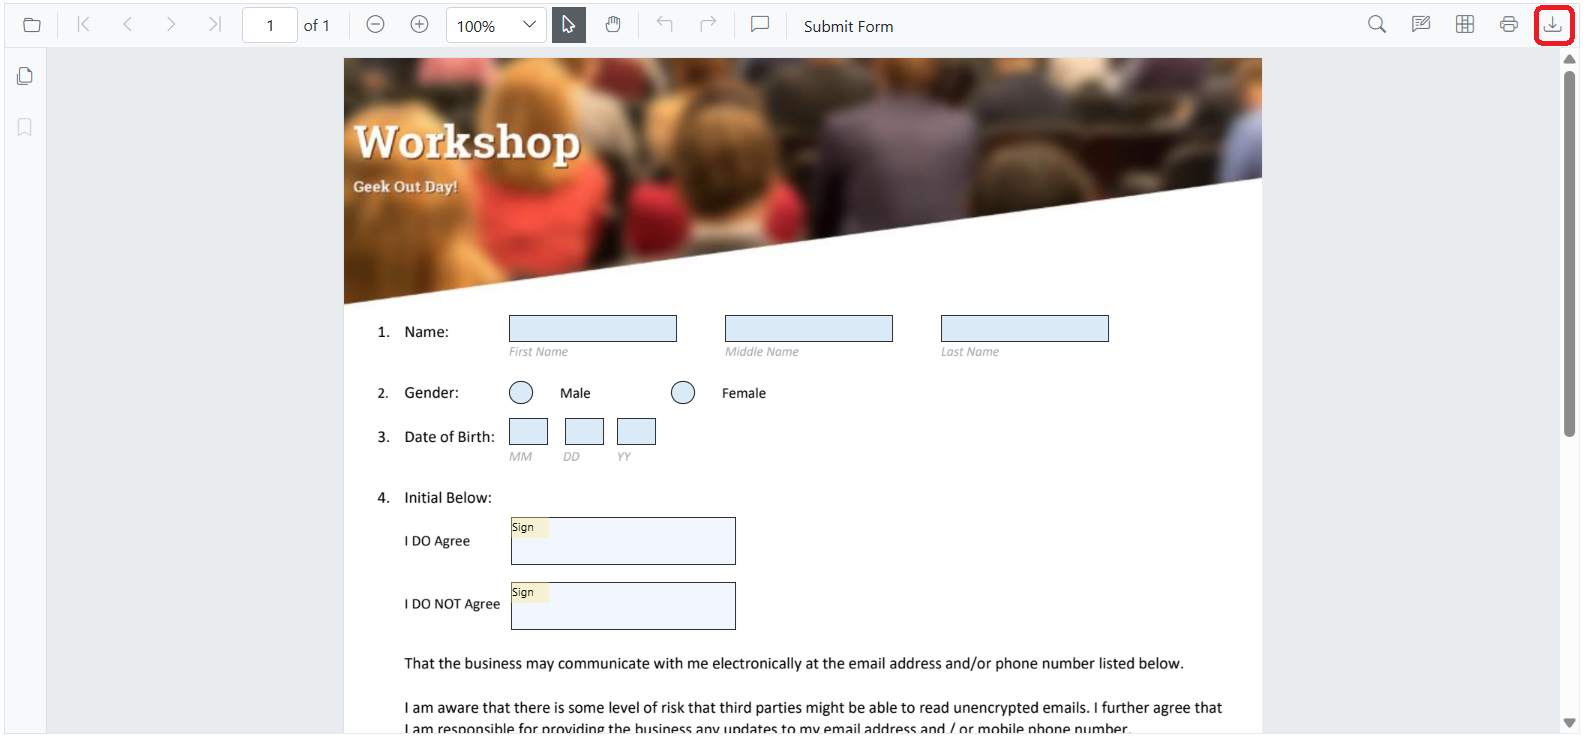 1 of 1 100% Submit Form
Workshop
Geek Out Day!
1. Name:
First Name Middle Name Last Name
2. Gender: Male Female
3. Date of Birth:
MM DD YY
4. Initial Below:
Sign
I DO Agree
Sign
I DO NOT Agree
That the business may communicate with me electronically at the email address and/or phone number listed below.
I am aware that there is some level of risk that third parties might be able to read unencrypted emails. I further agree that
I am responsible for providing the business any updates to my email address and / or mobile phone number.